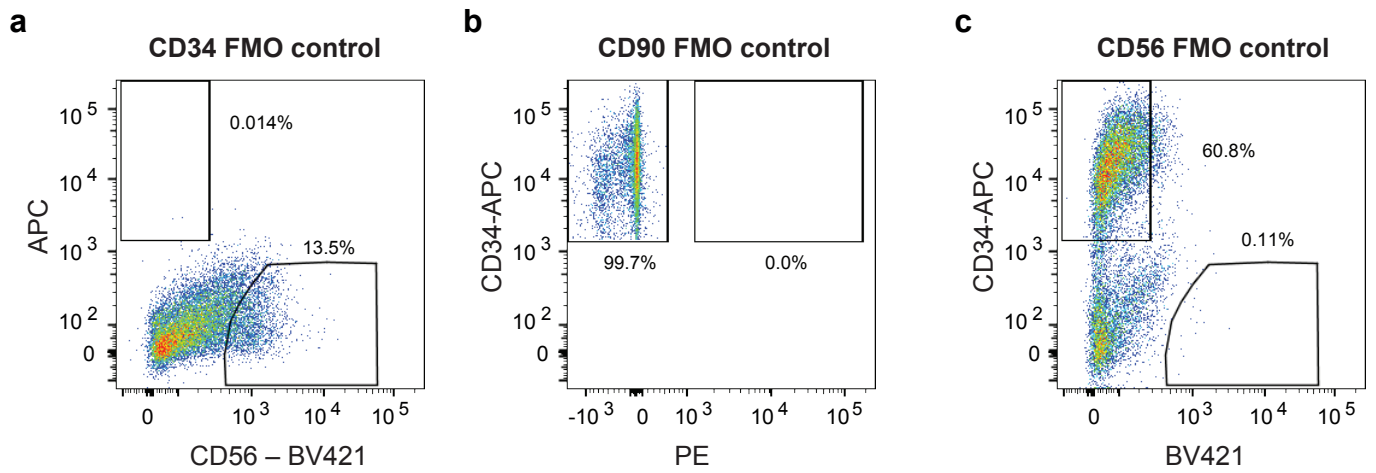 a
CD34 FMO control
10 5
10 4
10 3
10 2
0
0.014%
13.5%
APC
0 10 3 10 4 10 5
CD56 – BV421
b
CD90 FMO control
10 5
10 4
10 3
10 2
0
99.7%
0.0%
CD34-APC
-10 3 0 10 3 10 4 10 5
PE
c
CD56 FMO control
10 5
10 4
10 3
10 2
0
60.8%
0.11%
CD34-APC
0 10 3 10 4 10 5
BV421